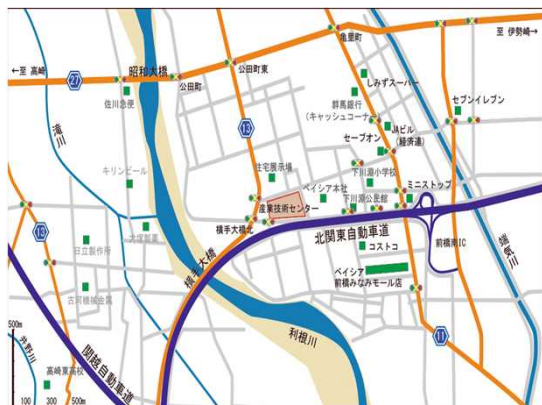 亀里町
至 伊勢崎→
←至 高崎
昭和大橋
公田町東
27
公田町
しみずスーパー
佐川急便
群馬銀行
(キャッシュコーナー)
セブンイレブン
滝川
13
JAビル
(経済連)
セーブオン
キリンビール
住宅展示場
下川淵小学校
ベイシア本社
ミニストップ
産業技術センター
下川淵公民館
13
横手大橋北
大塚製薬
北関東自動車道
日立製作所
横手大橋
コストコ
前橋南IC
端気川
ベイシア
前橋みなみモール店
古河機械金属
500m
利根川
関越自動車道
11
井野川
高崎東高校
100
300
500m